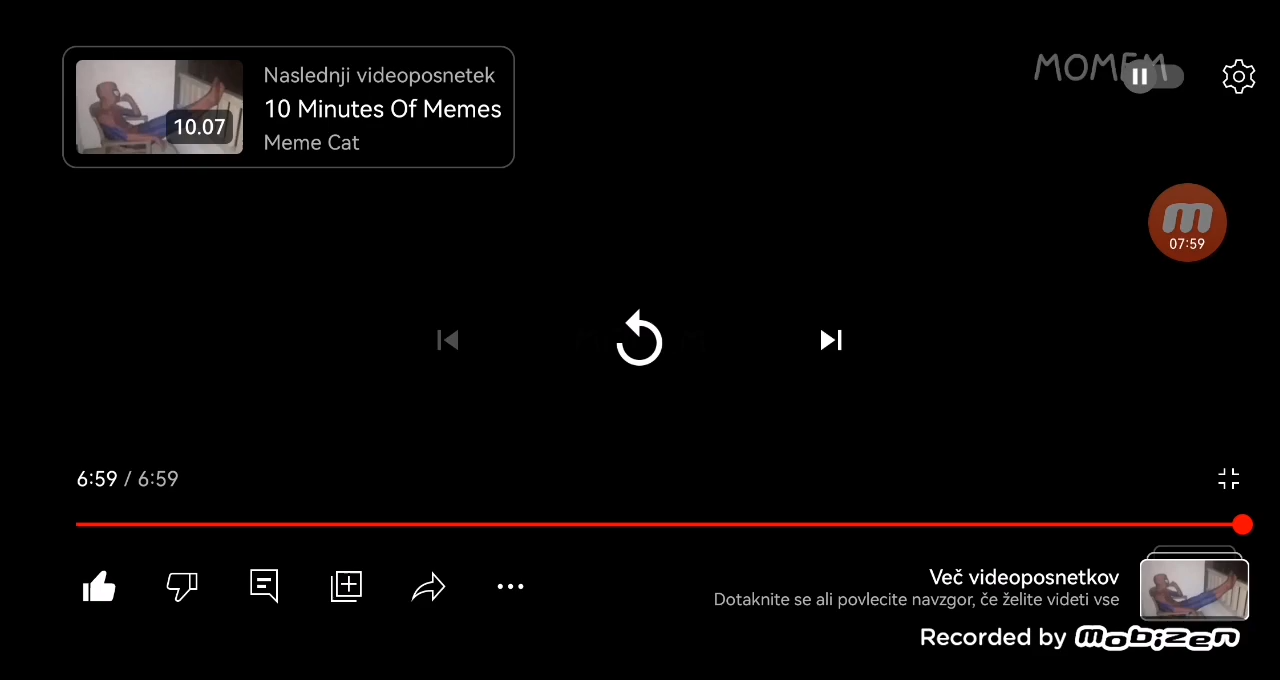 Naslednji videoposnetek
10 Minutes Of Memes
10.07
Meme Cat
MOMEM
m
07:59
6:59 / 6:59
Več videoposnetkov
Dotaknite se ali povlecite navzgor, če želite videti vse
Recorded by mobizen